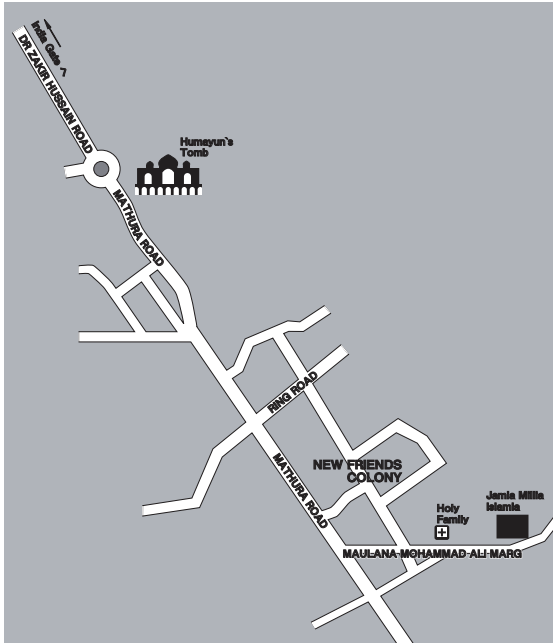 India Gate 7
DR ZAKIR HUSSAIN ROAD
Humayun's
Tomb
MATHURA ROAD
RING ROAD
NEW FRIENDS
COLONY
MATHURA ROAD
Holy
Family
Jamia Millia
Islamia
MAULANA MOHAMMAD ALI MARG